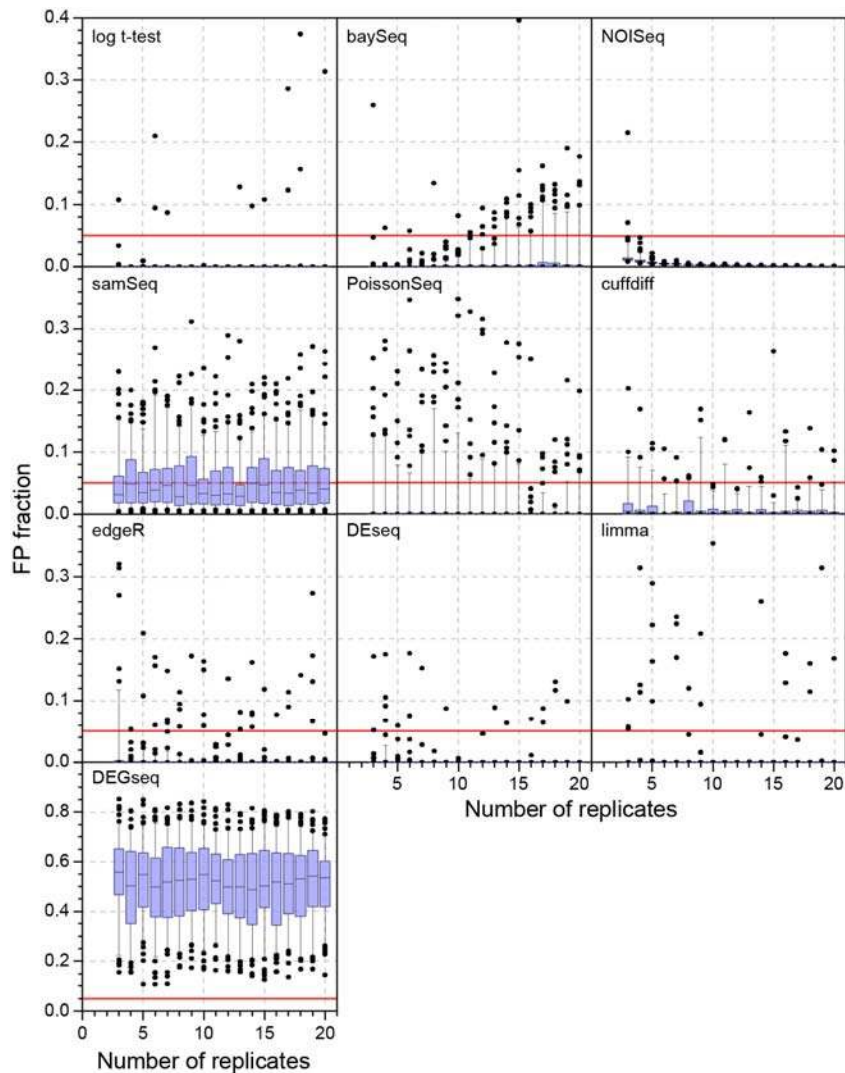 0.4
log t-test
baySeq
NOISeq
0.3
0.2
0.1
0.0
samSeq
PoissonSeq
cuffdiff
0.3
0.2
0.1
0.0
FP fraction
edgeR
DEseq
limma
0.3
0.2
0.1
0.0
5 10 15 20
5 10 15 20
Number of replicates
DEGseq
0.8
0.6
0.4
0.2
0.0
0 5 10 15 20
Number of replicates